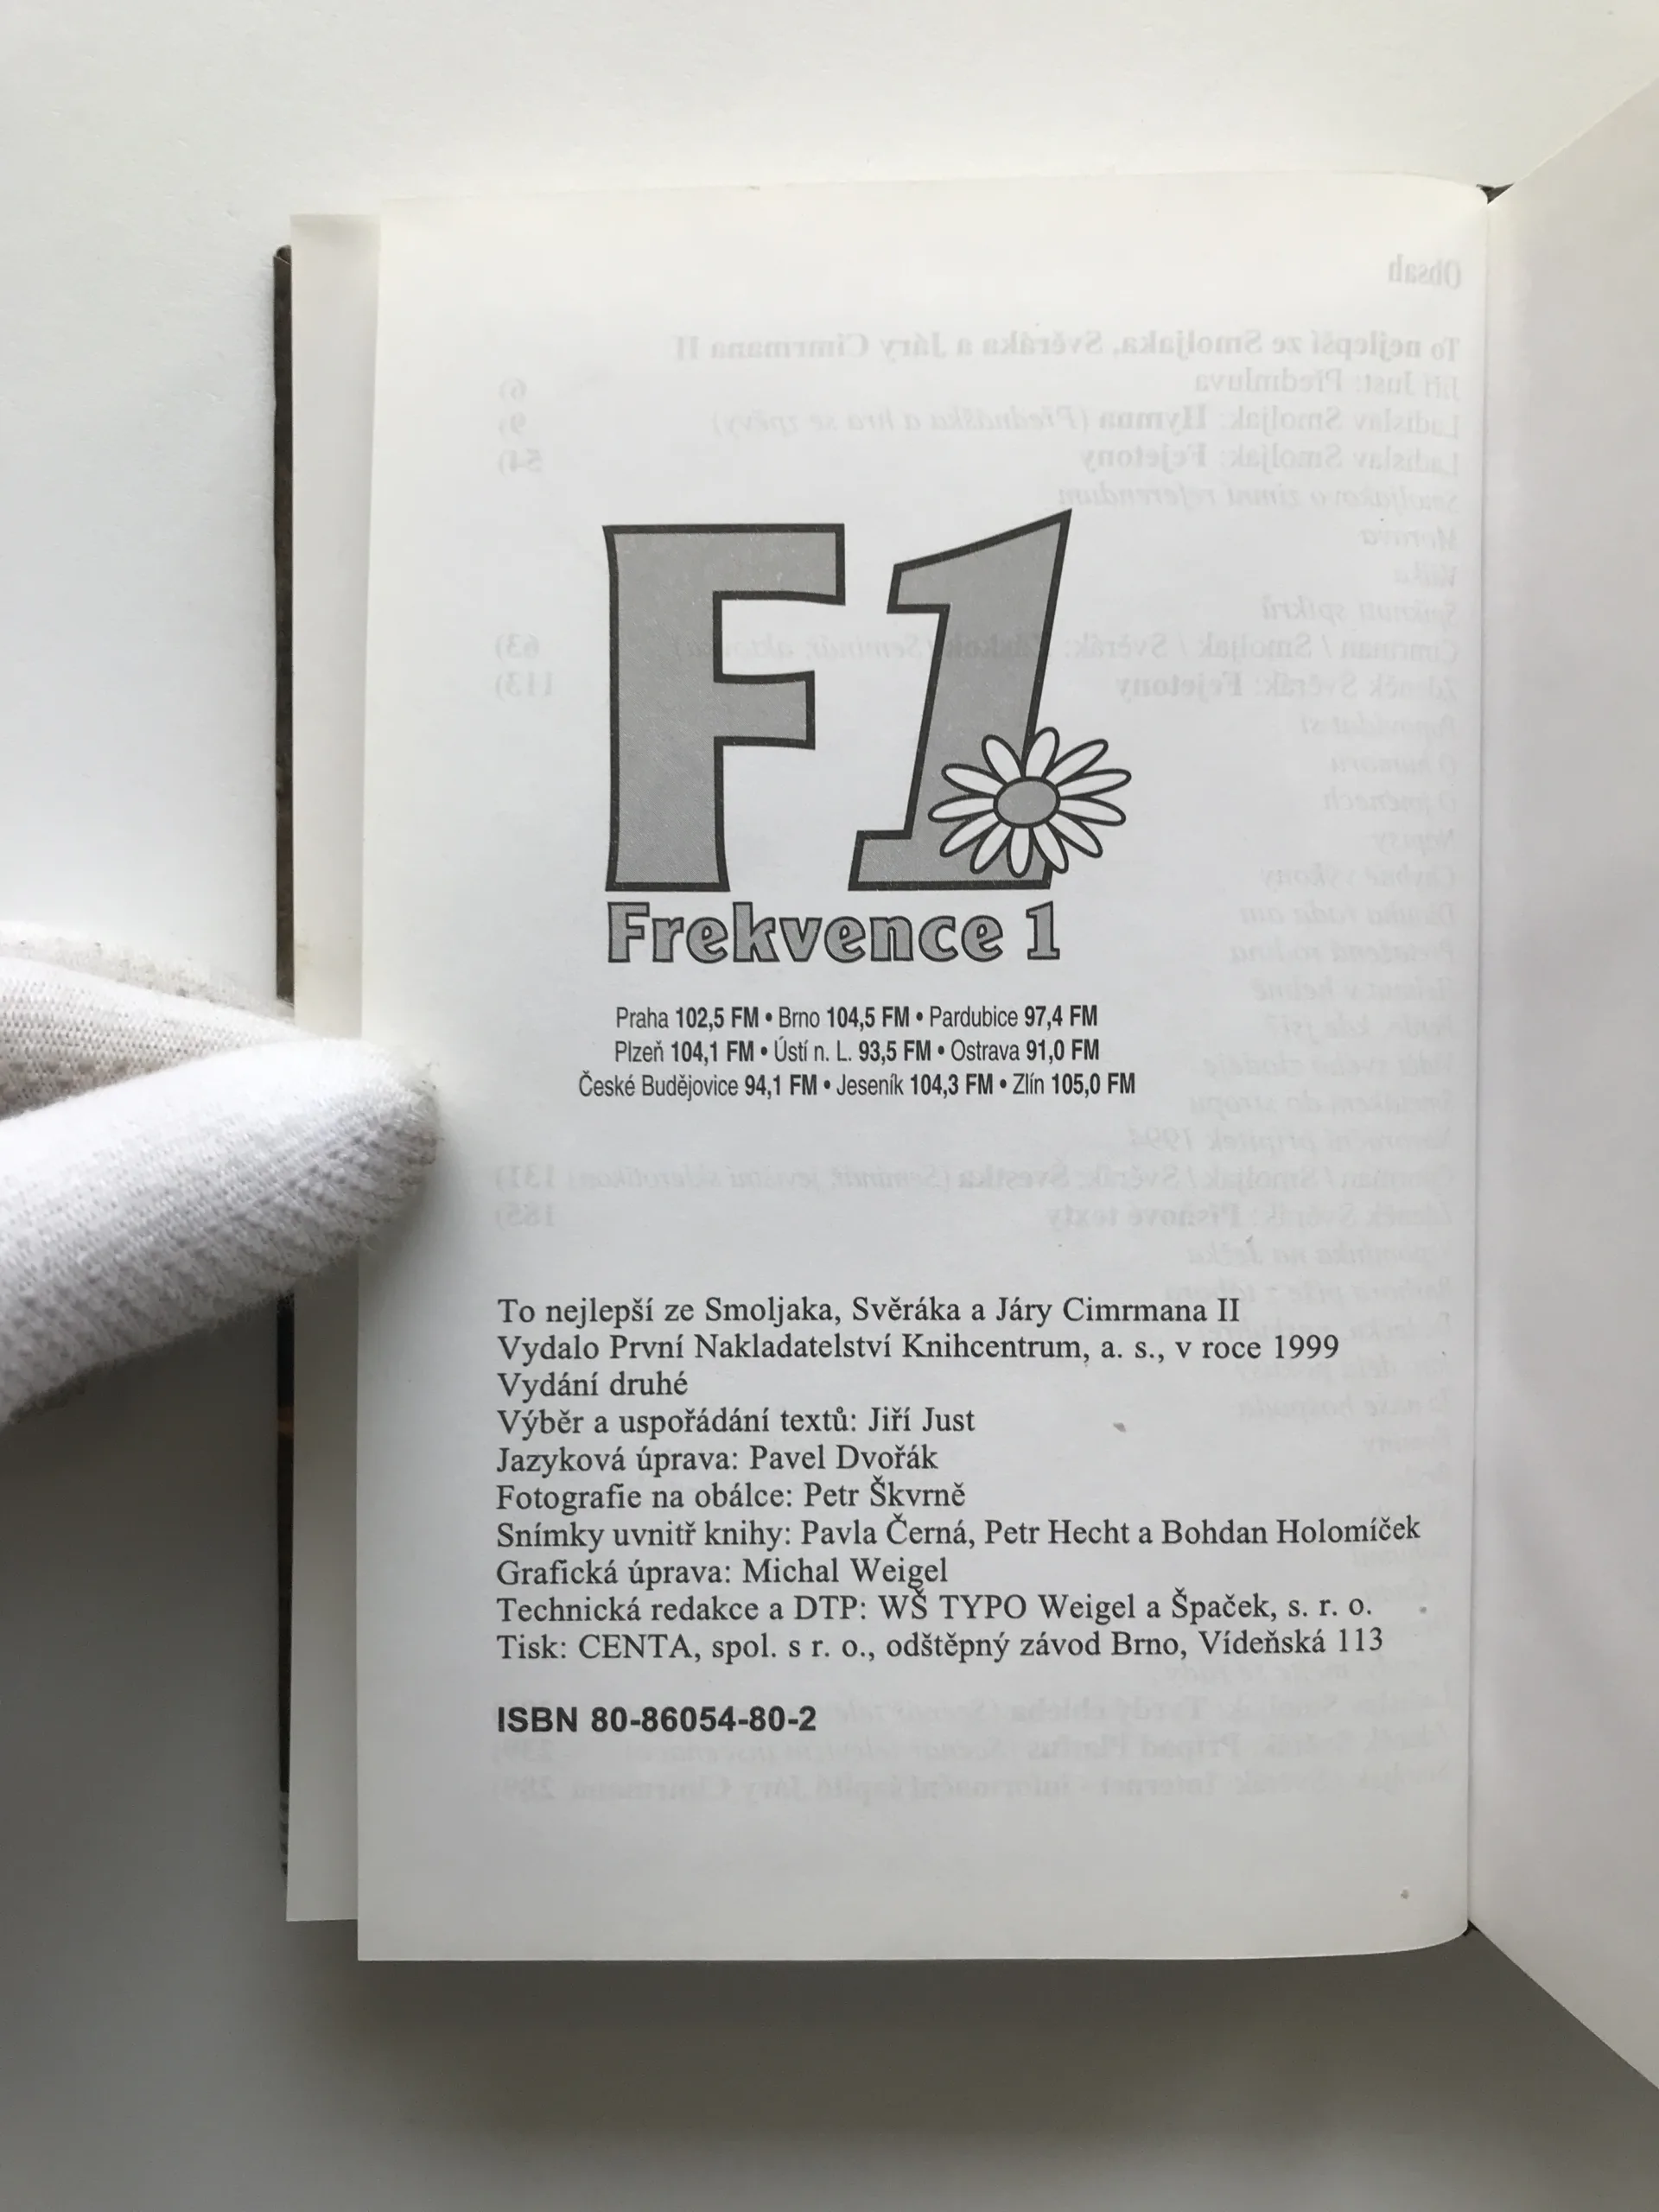 F1
Frekvence 1
Praha 102,5 FM • Brno 104,5 FM • Pardubice 97,4 FM
Plzeň 104,1 FM • Ústí n. L. 93,5 FM • Ostrava 91,0 FM
České Budějovice 94,1 FM • Jeseník 104,3 FM • Zlín 105,0 FM
To nejlepší ze Smoljaka, Svěráka a Járy Cimrmana II
Vydalo První Nakladatelství Knihcentrum, a. s., v roce 1999
Vydání druhé
Výběr a uspořádání textů: Jiří Just
Jazyková úprava: Pavel Dvořák
Fotografie na obálce: Petr Škvrně
Snímky uvnitř knihy: Pavla Černá, Petr Hecht a Bohdan Holomíček
Grafická úprava: Michal Weigel
Technická redakce a DTP: WŠ TYPO Weigel a Špaček, s. r. o.
Tisk: CENTA, spol. s r. o., odštěpný závod Brno, Vídeňská 113
ISBN 80-86054-80-2